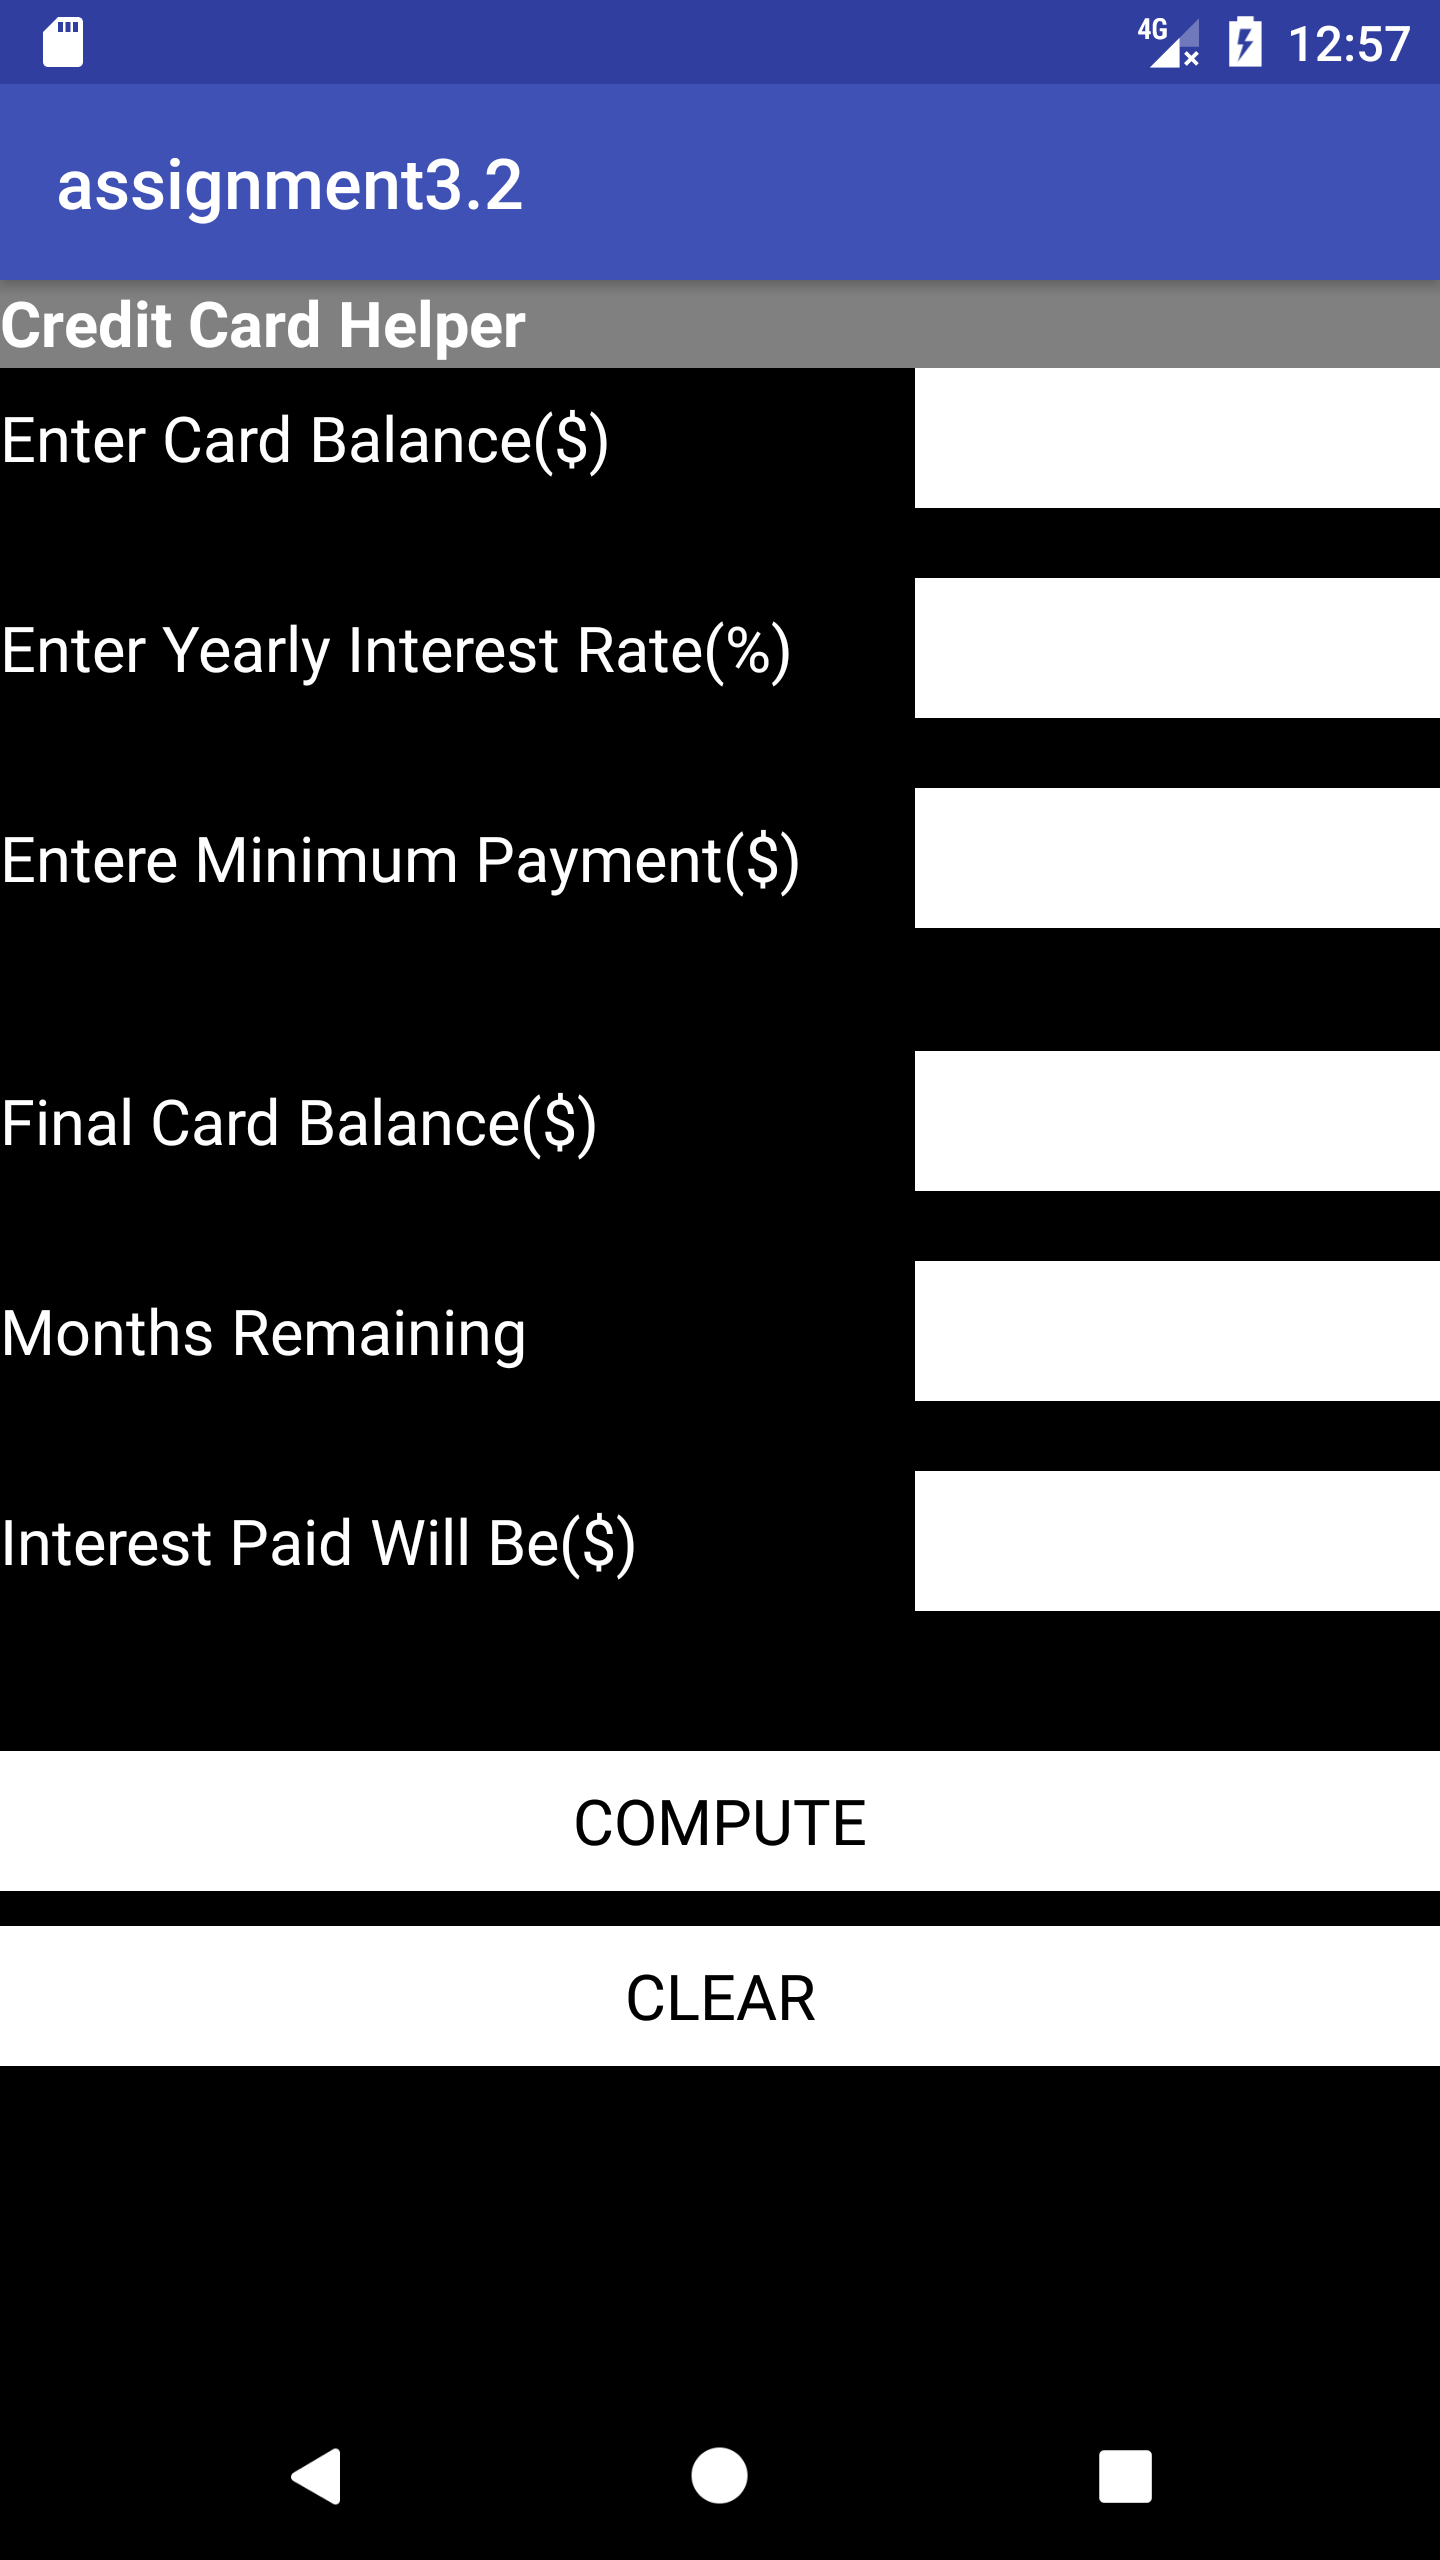 4G 12:57
assignment3.2
Credit Card Helper
Enter Card Balance($)
Enter Yearly Interest Rate(%)
Entere Minimum Payment($)
Final Card Balance($)
Months Remaining
Interest Paid Will Be($)
COMPUTE
CLEAR